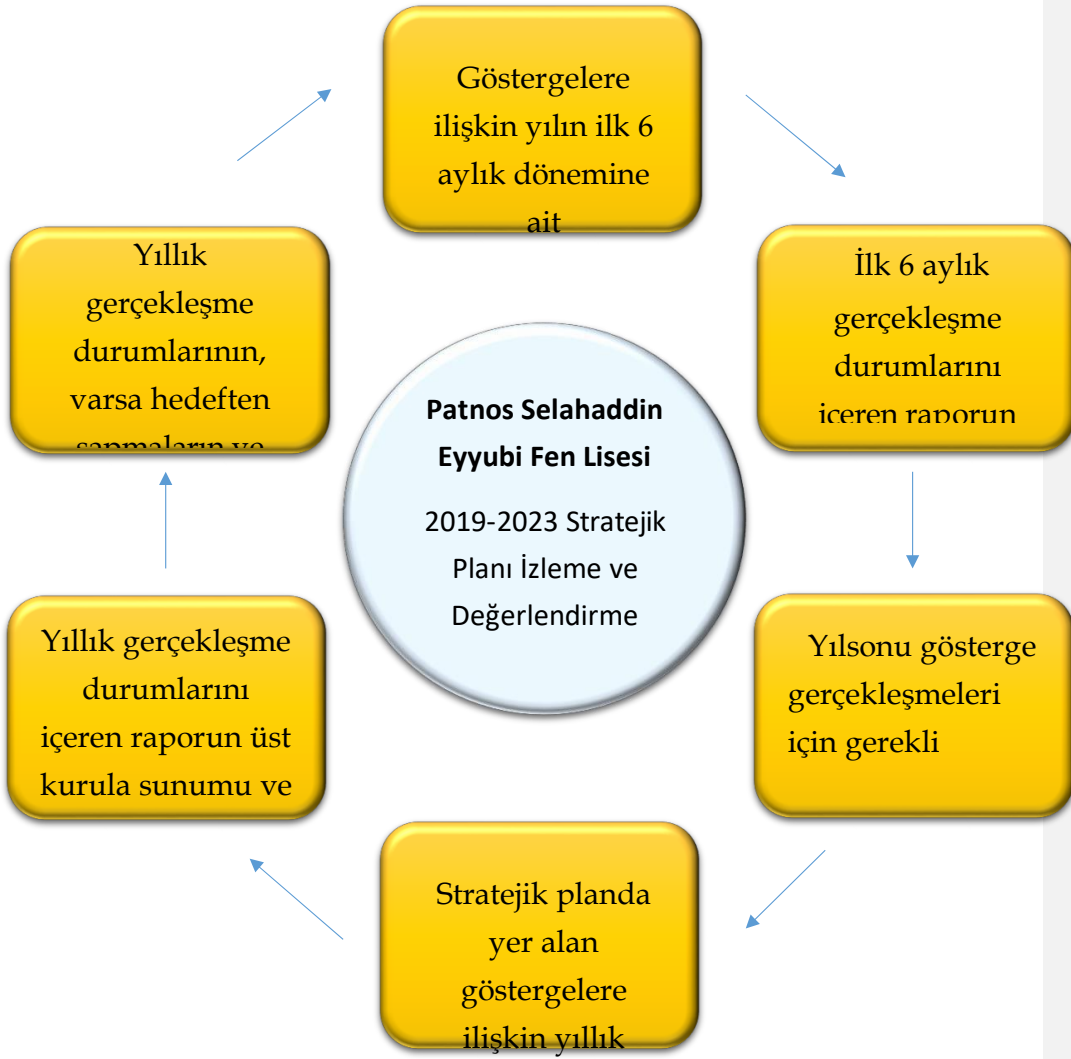 Göstergelere
ilişkin yılın ilk 6
aylık dönemine
ait
İlk 6 aylık
gerçekleşme
durumlarını
içeren raporun
Yılsonu gösterge
gerçekleşmeleri
için gerekli
Stratejik planda
yer alan
göstergelere
ilişkin yıllık
Yıllık gerçekleşme
durumlarını
içeren raporun üst
kurula sunumu ve
Yıllık
gerçekleşme
durumlarının,
varsa hedeften
sapmaların ve
Patnos Selahaddin
Eyyubi Fen Lisesi
2019-2023 Stratejik
Planı İzleme ve
Değerlendirme